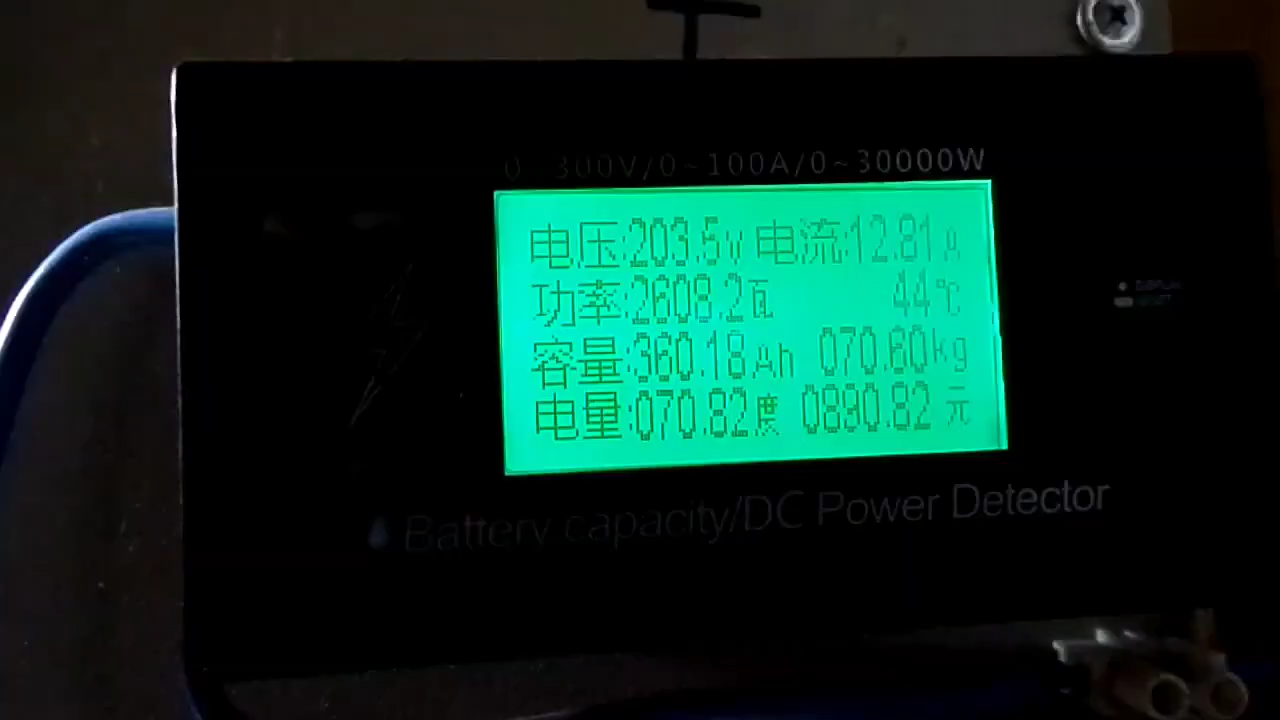 0~300V/0~100A/0~30000W
电压:203.6V 电流:12.81A
功率:2608.2瓦 44℃
容量:360.18Ah 070.60kg
电量:070.82度 0890.82元
Battery capacity/DC Power Detector